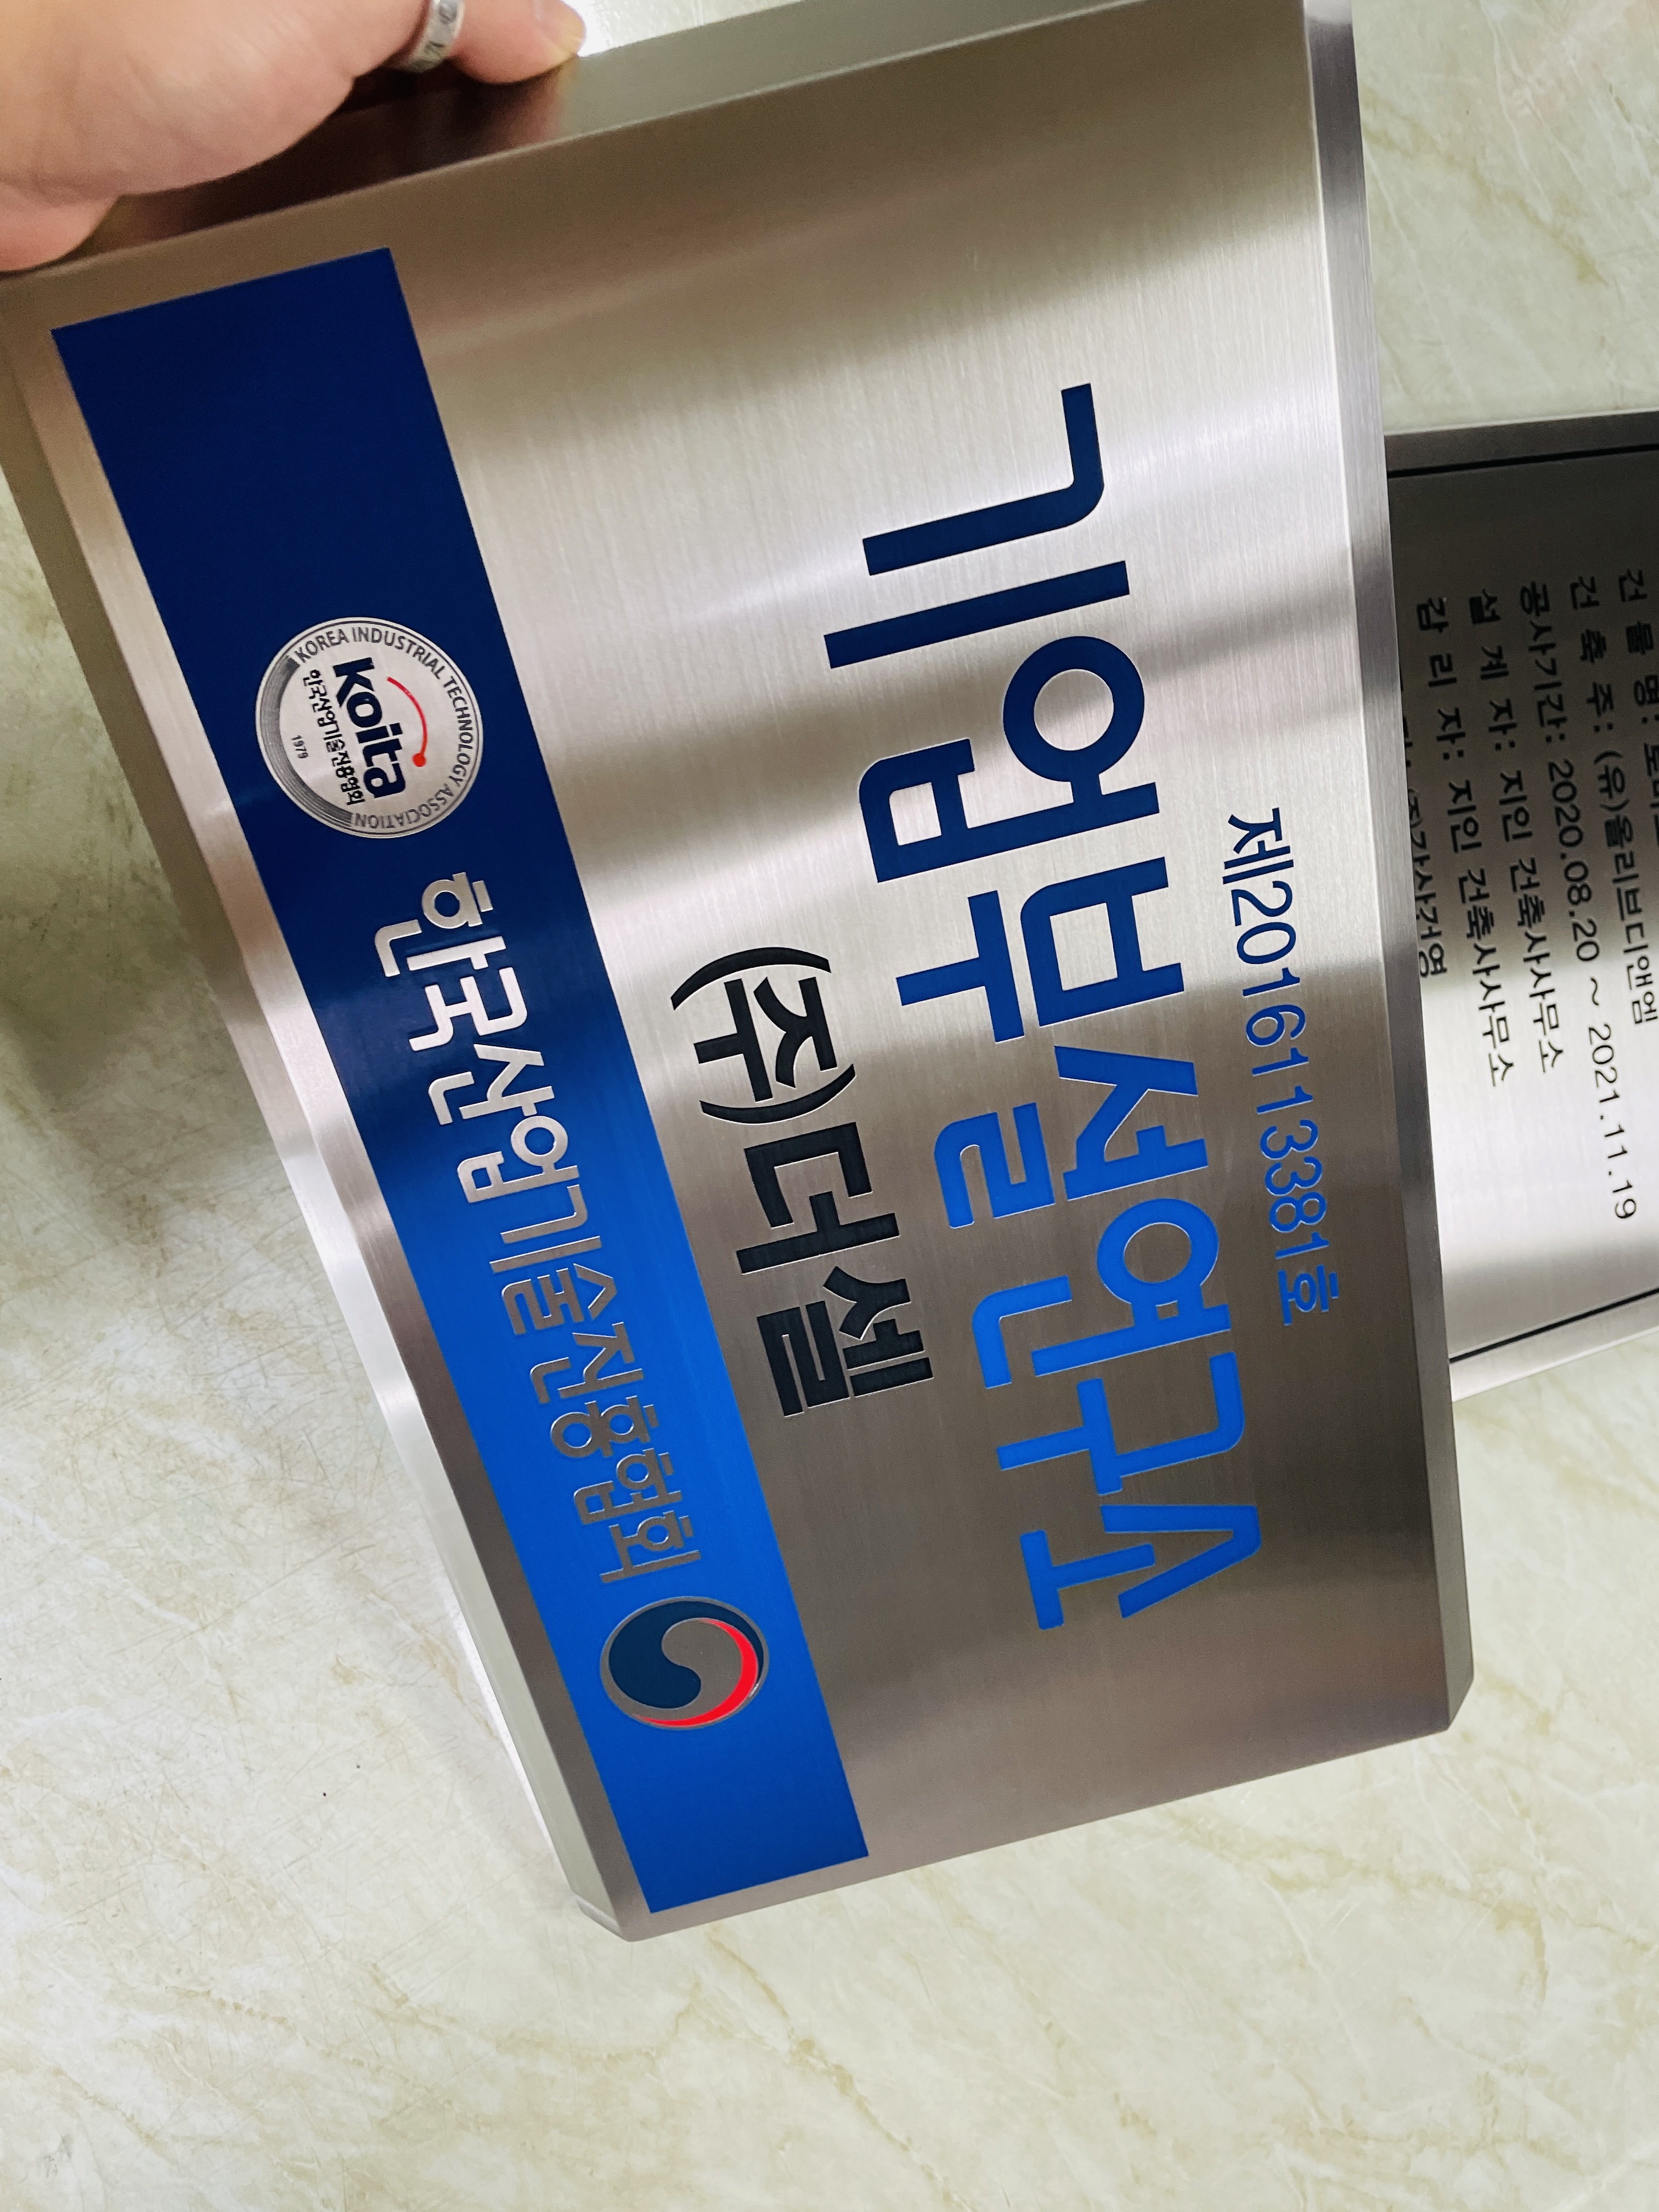 제2016113381호
기업부설연구소
(주)더셀
KOREA INDUSTRIAL TECHNOLOGY ASSOCIATION
koita
한국산업기술진흥협회
1979
한국산업기술진흥협회
건 물 명:
건 축 주: (유)올리브디앤엠
공사기간: 2020.08.20 ~ 2021.11.19
설 계 자: 지인 건축사사무소
감 리 자: 지인 건축사사무소